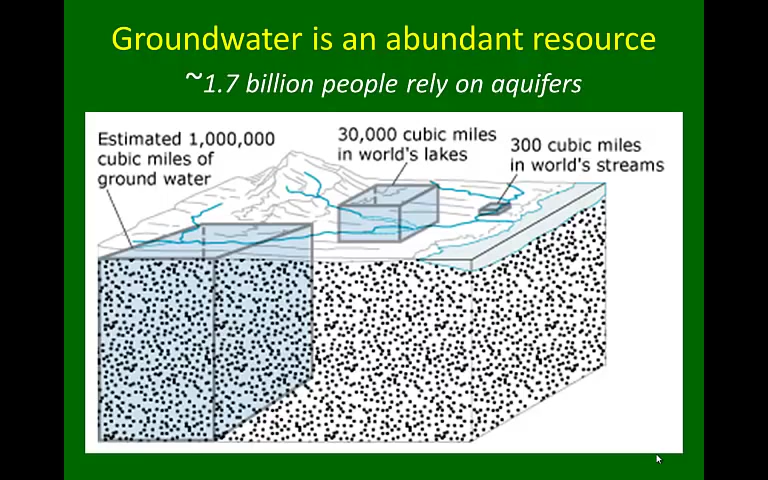 Groundwater is an abundant resource
~1.7 billion people rely on aquifers
Estimated 1,000,000
cubic miles of
ground water
30,000 cubic miles
in world's lakes
300 cubic miles
in world's streams